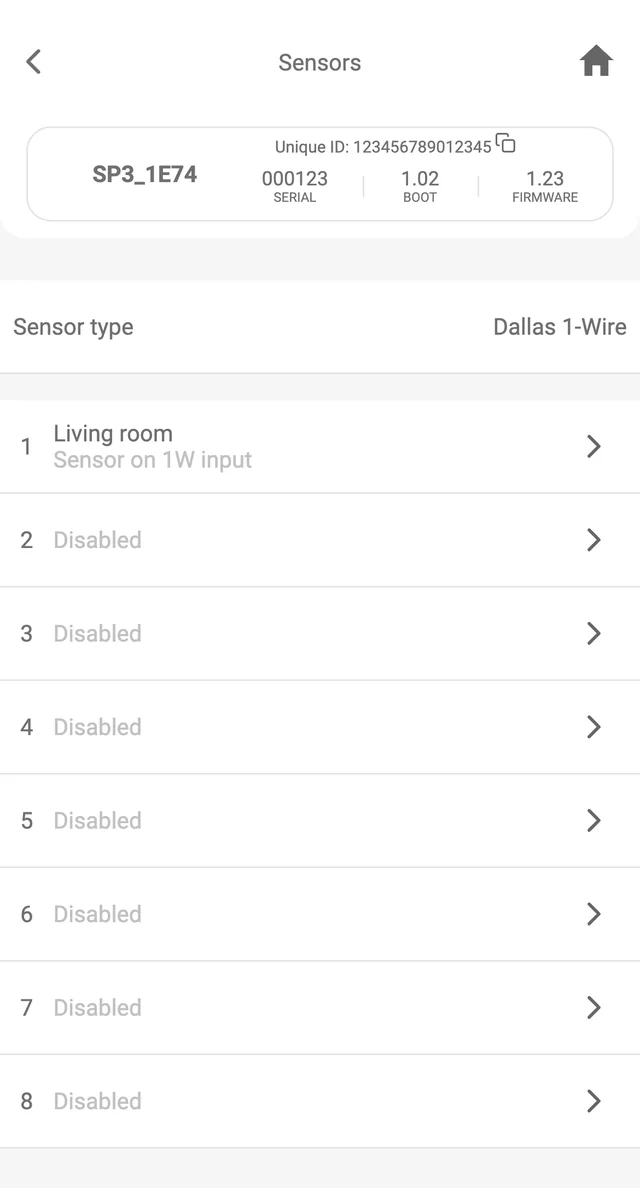 Sensors
Unique ID: 123456789012345
SP3_1E74
000123 1.02 1.23
SERIAL BOOT FIRMWARE
Sensor type Dallas 1-Wire
1 Living room
Sensor on 1W input
2 Disabled
3 Disabled
4 Disabled
5 Disabled
6 Disabled
7 Disabled
8 Disabled